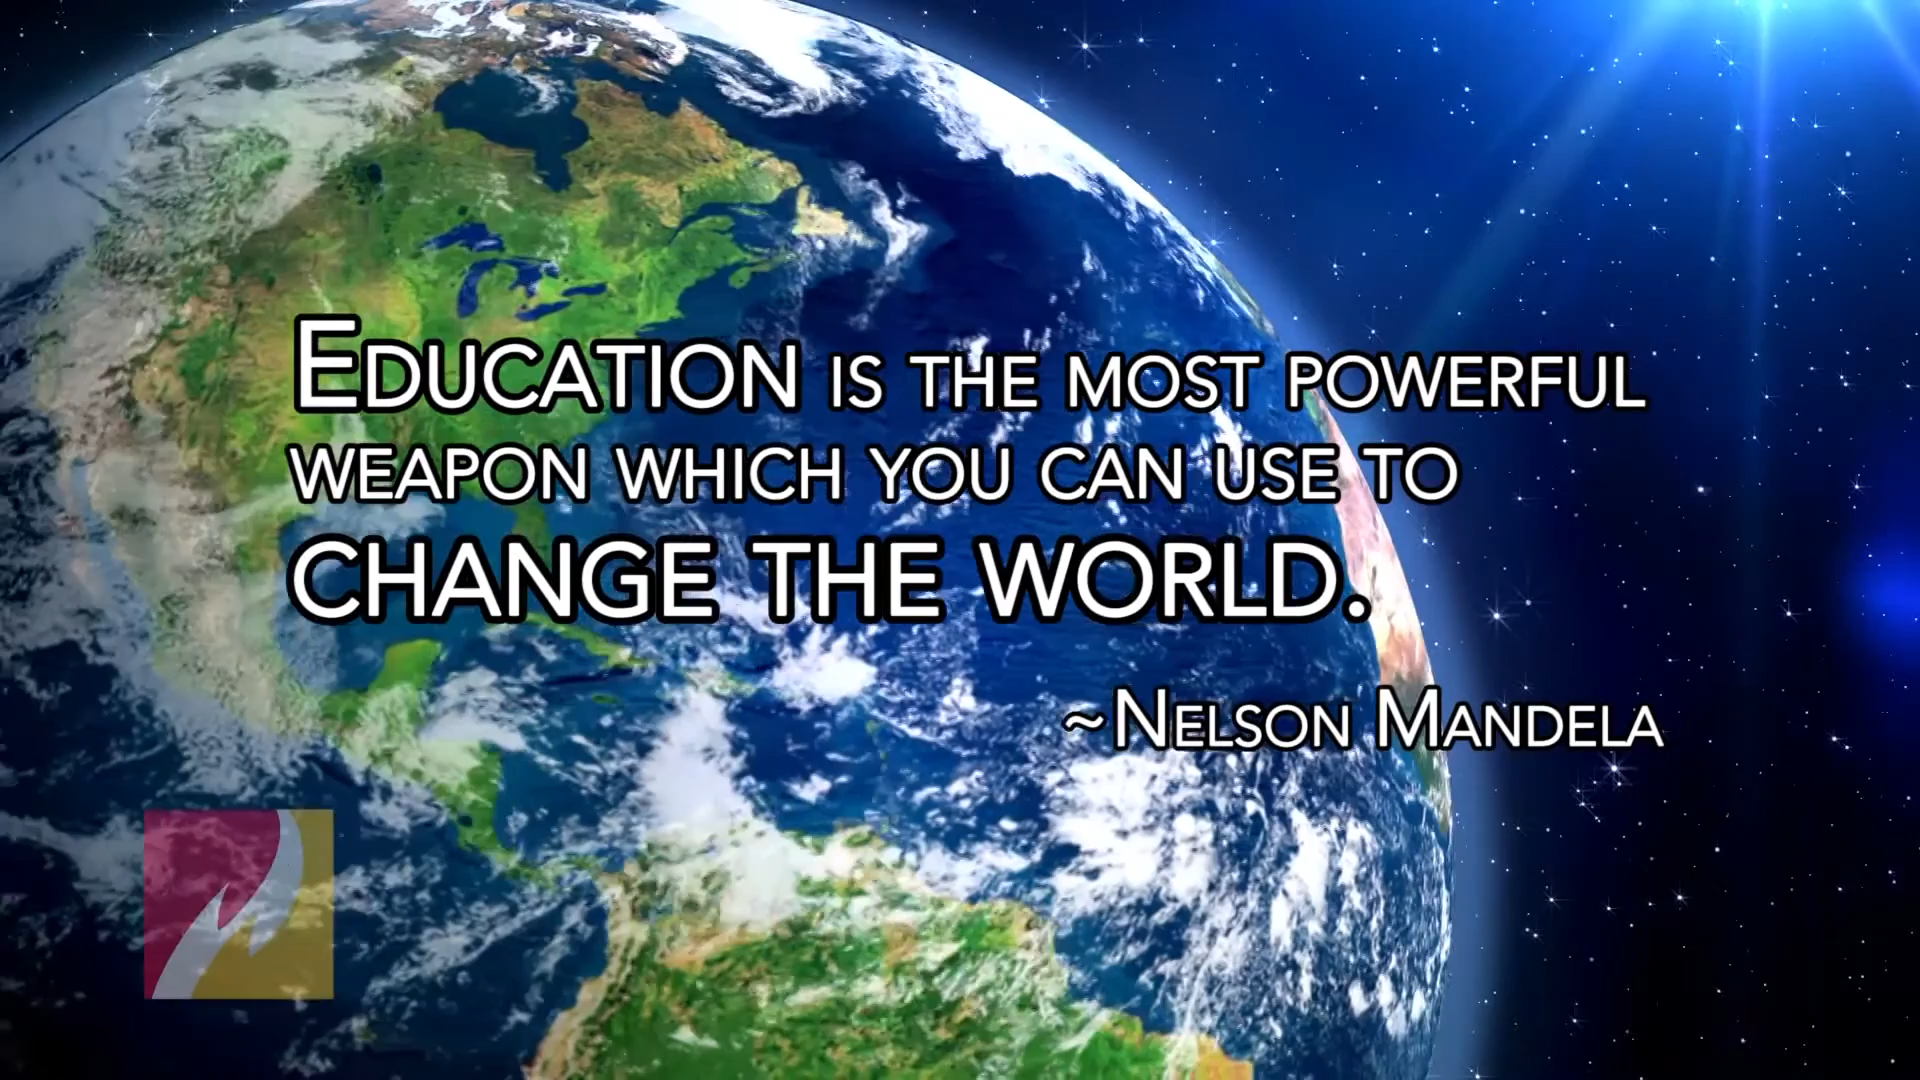 EDUCATION IS THE MOST POWERFUL
WEAPON WHICH YOU CAN USE TO
CHANGE THE WORLD.
~NELSON MANDELA